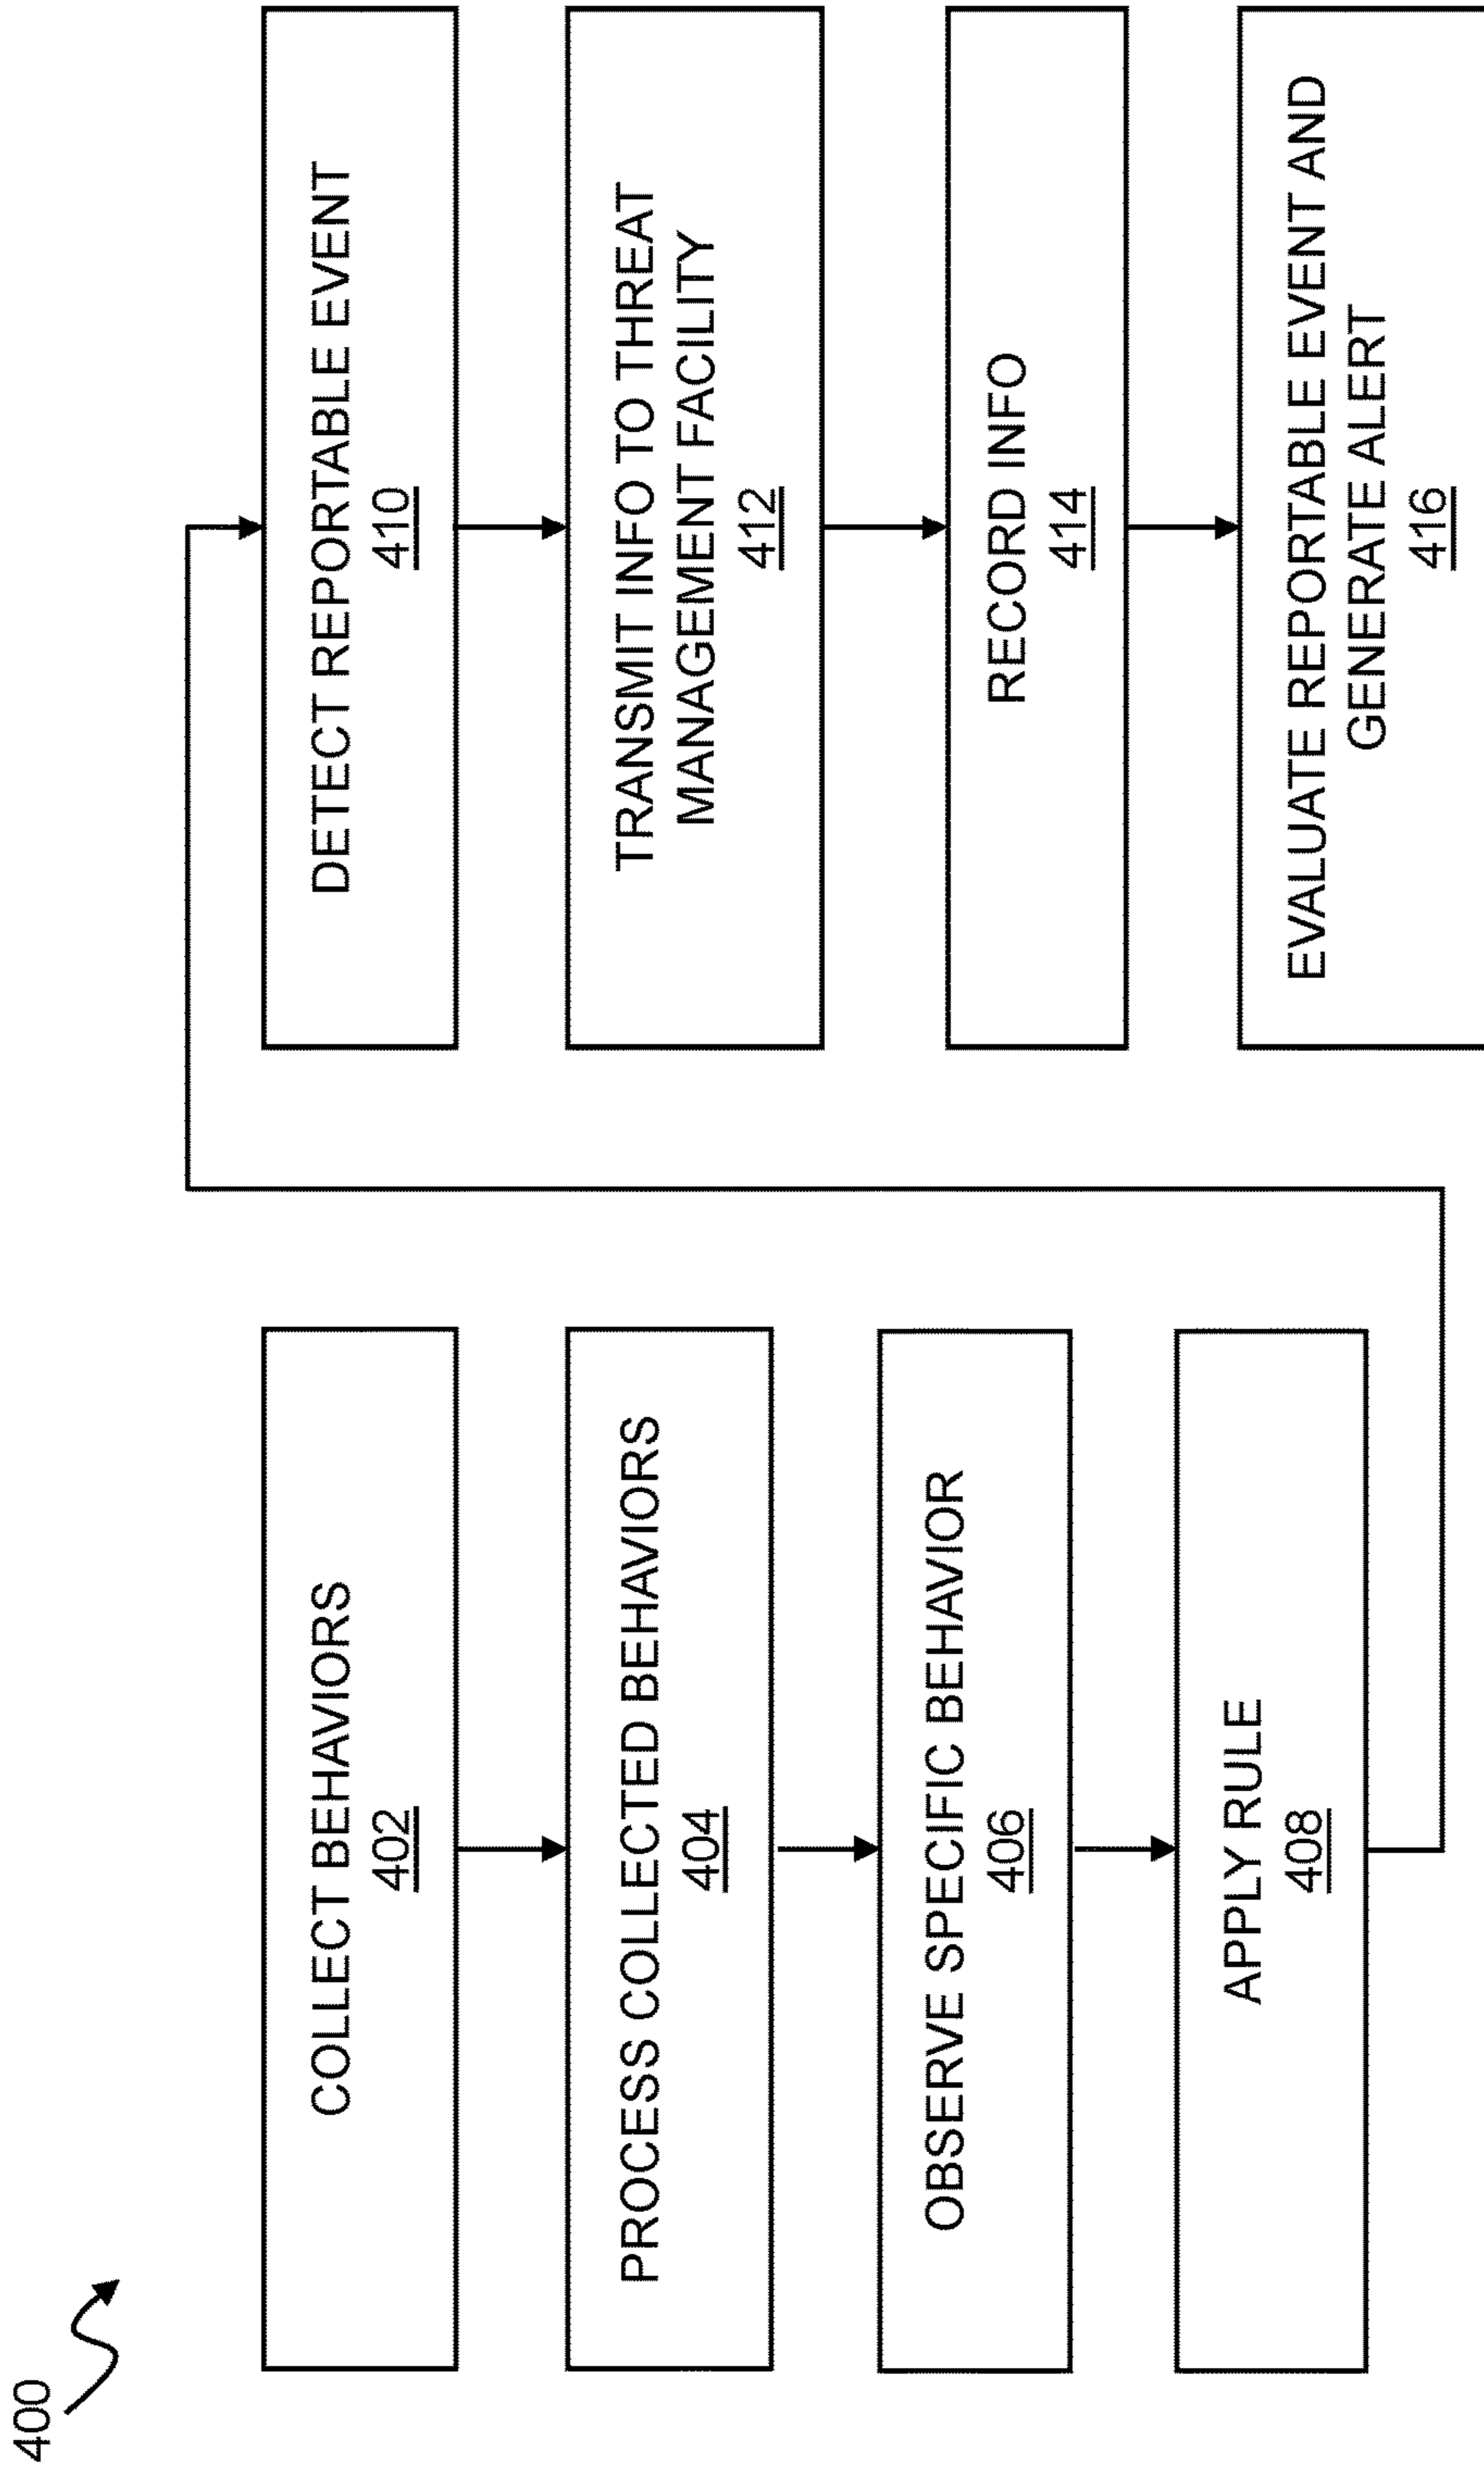 400
COLLECT BEHAVIORS
402
PROCESS COLLECTED BEHAVIORS
404
OBSERVE SPECIFIC BEHAVIOR
406
APPLY RULE
408
DETECT REPORTABLE EVENT
410
TRANSMIT INFO TO THREAT
MANAGEMENT FACILITY
412
RECORD INFO
414
EVALUATE REPORTABLE EVENT AND
GENERATE ALERT
416